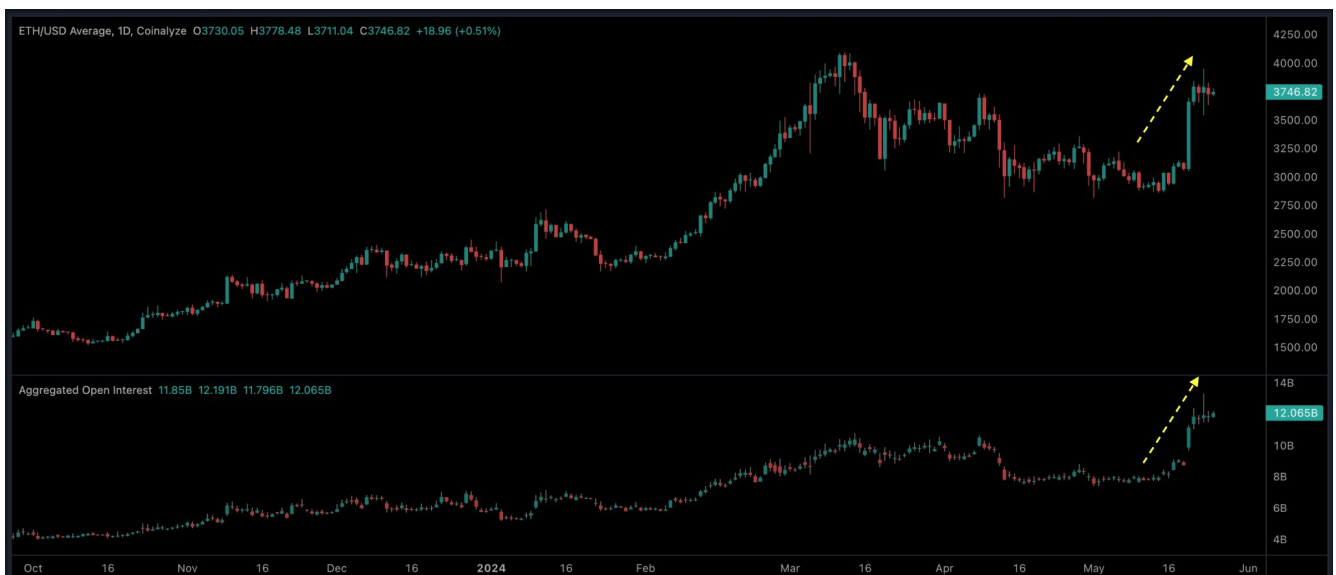 ETH/USD Average, 1D, Coinalyze O3730.05 H3778.48 L3711.04 C3746.82 +18.96 (+0.51%)
4250.00
4000.00
3746.82
3500.00
3250.00
3000.00
2750.00
2500.00
2250.00
2000.00
1750.00
1500.00
Aggregated Open Interest 11.85B 12.191B 11.796B 12.065B
14B
12.065B
10B
8B
6B
4B
Oct 16 Nov 16 Dec 16 2024 16 Feb Mar 16 Apr 16 May 16 Jun